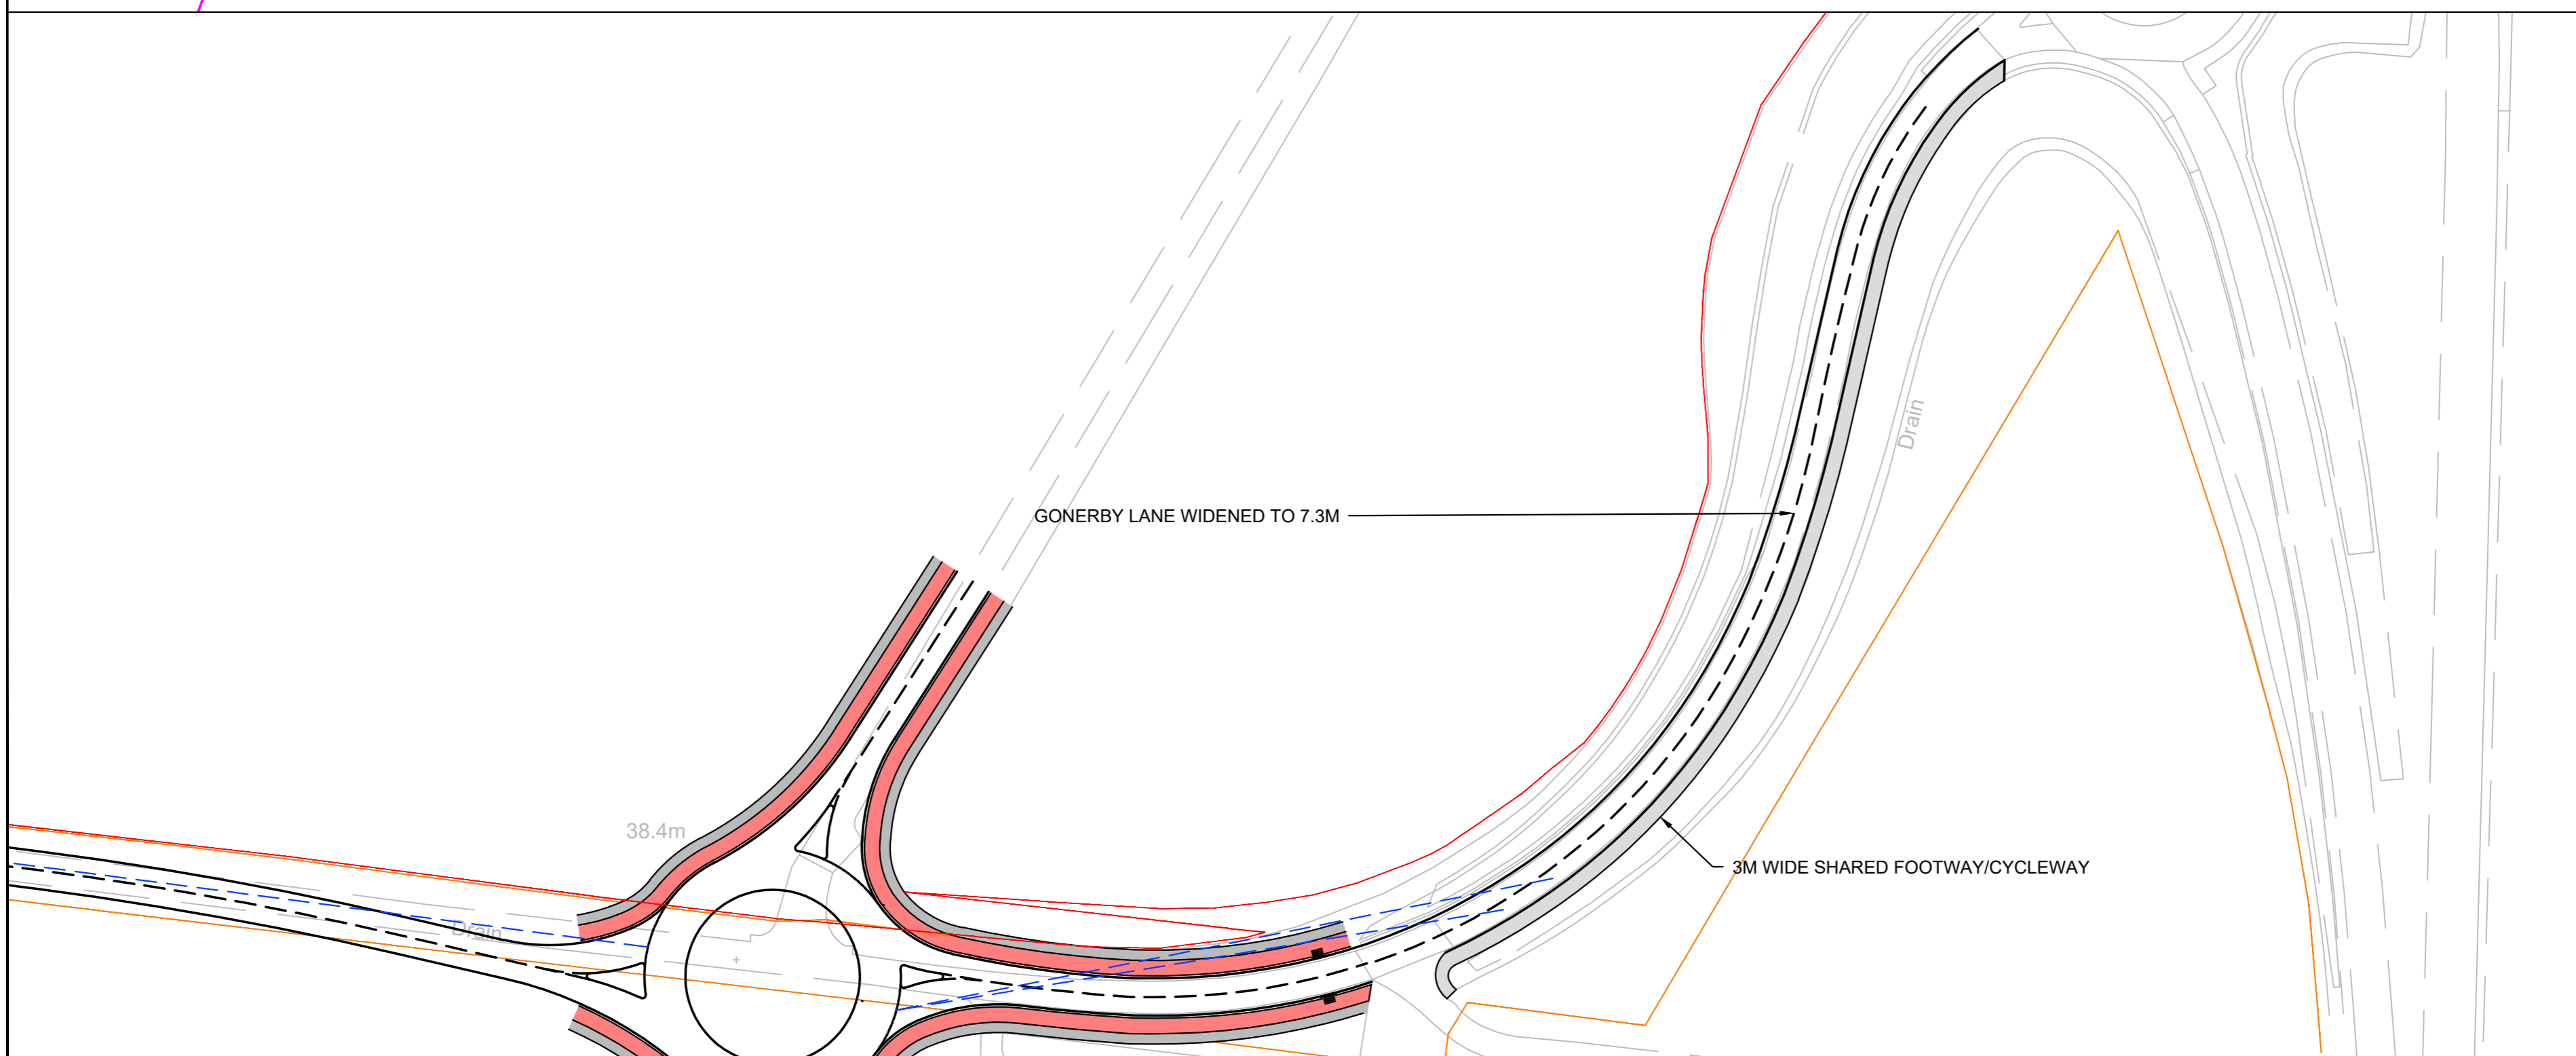 GONERBY LANE WIDENED TO 7.3M
Drain
38.4m
3M WIDE SHARED FOOTWAY/CYCLEWAY
Drain